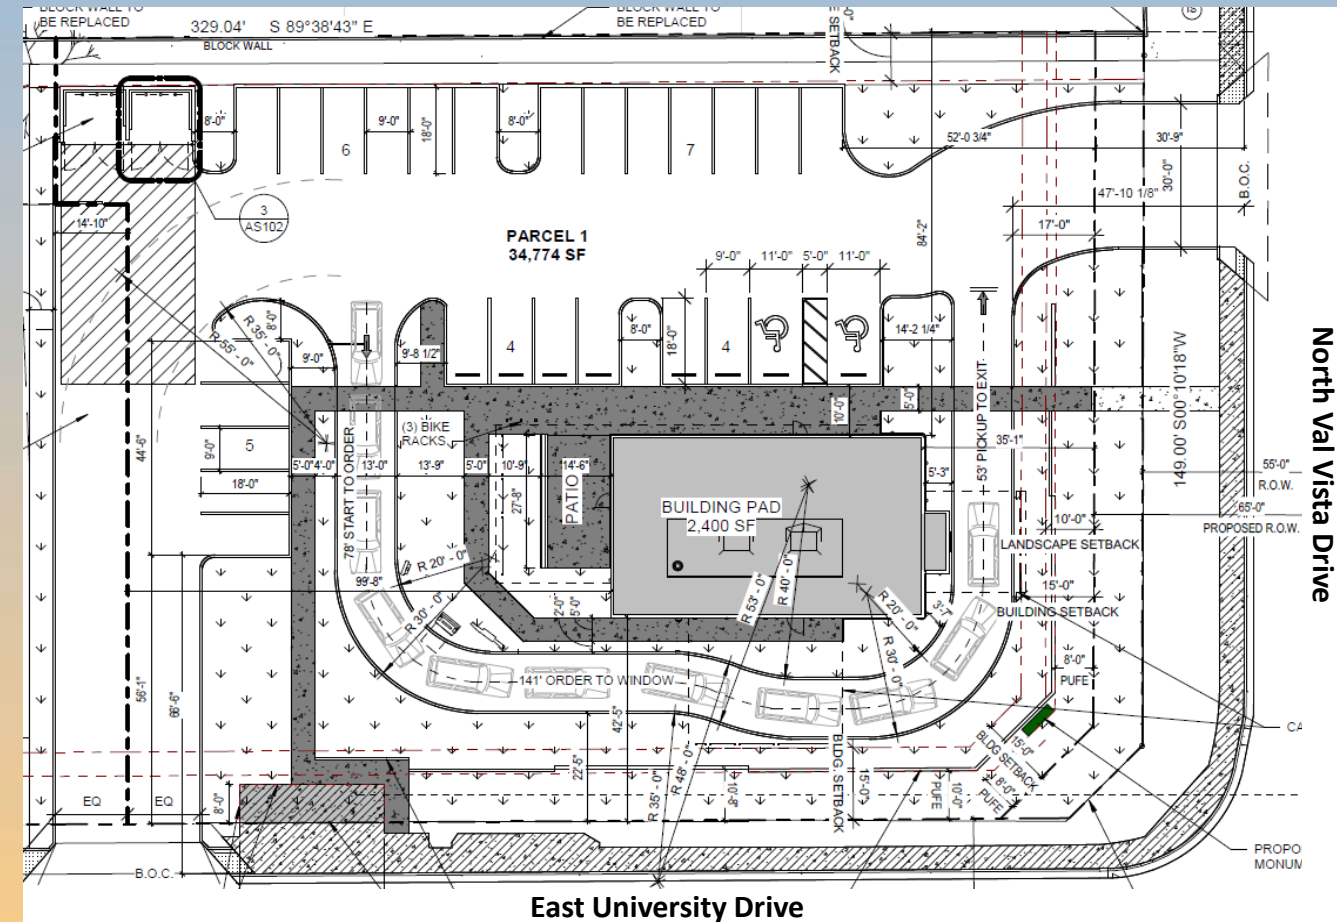 BLOCK WALL TO
BE REPLACED
329.04' S 89°38'43" E
BLOCK WALL
BLOCK WALL TO
BE REPLACED
E SETBACK
8'-0"
9'-0"
18'-0"
8'-0"
6
7
52'-0 3/4"
30'-9"
30'-0"
B.O.C.
47'-10 1/8"
17'-0"
84'-2"
3
AS102
14'-10"
PARCEL 1
34,774 SF
9'-0"
11'-0"
5'-0"
11'-0"
R 35' - 0"
R 55' - 0"
8'-0"
9'-0"
9'-8 1/2"
4
8'-0"
18'-0"
4
14'-2 1/4"
149.00' S00°10'18"W
North Val Vista Drive
53' PICKUP TO EXIT
10'-0"
5'-0"
(3) BIKE
RACKS
78' START TO ORDER
44'-6"
9'-0"
5
18'-0"
5'-0"
4'-0"
13'-0"
13'-9"
5'-0"
10'-9"
14'-6"
27'-8"
PATIO
BUILDING PAD
2,400 SF
5'-3"
35'-1"
55'-0"
R.O.W.
65'-0"
PROPOSED R.O.W.
10'-0"
LANDSCAPE SETBACK
15'-0"
BUILDING SETBACK
R 20' - 0"
99'-8"
R 30' - 0"
2'-0"
5'-0"
R 53' - 0"
R 40' - 0"
R 20' - 0"
3'-7"
R 30' - 0"
8'-0"
PUFE
141' ORDER TO WINDOW
56'-1"
66'-6"
42'-5"
22'-5"
R 35' - 0"
R 48' - 0"
10'-8"
BLDG. SETBACK
15'-0"
PUFE
10'-0"
BLDG SETBACK
15'-0"
8'-0"
PUFE
CA
EQ
EQ
8'-0"
B.O.C.
PROPO
MONUM
East University Drive